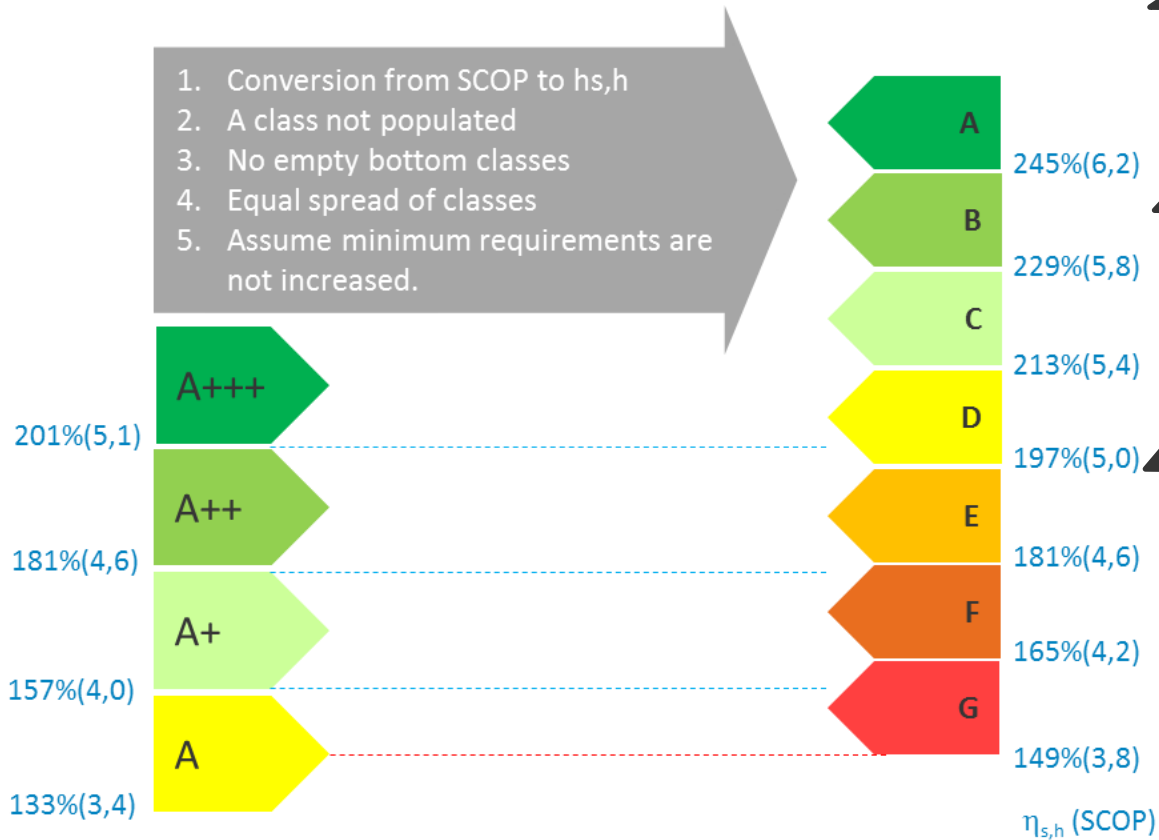 1. Conversion from SCOP to hs,h
2. A class not populated
3. No empty bottom classes
4. Equal spread of classes
5. Assume minimum requirements are
not increased.
A+++
201%(5,1)
A++
181%(4,6)
A+
157%(4,0)
A
133%(3,4)
A
245%(6,2)
B
229%(5,8)
C
213%(5,4)
D
197%(5,0)
E
181%(4,6)
F
165%(4,2)
G
149%(3,8)
ηs,h (SCOP)